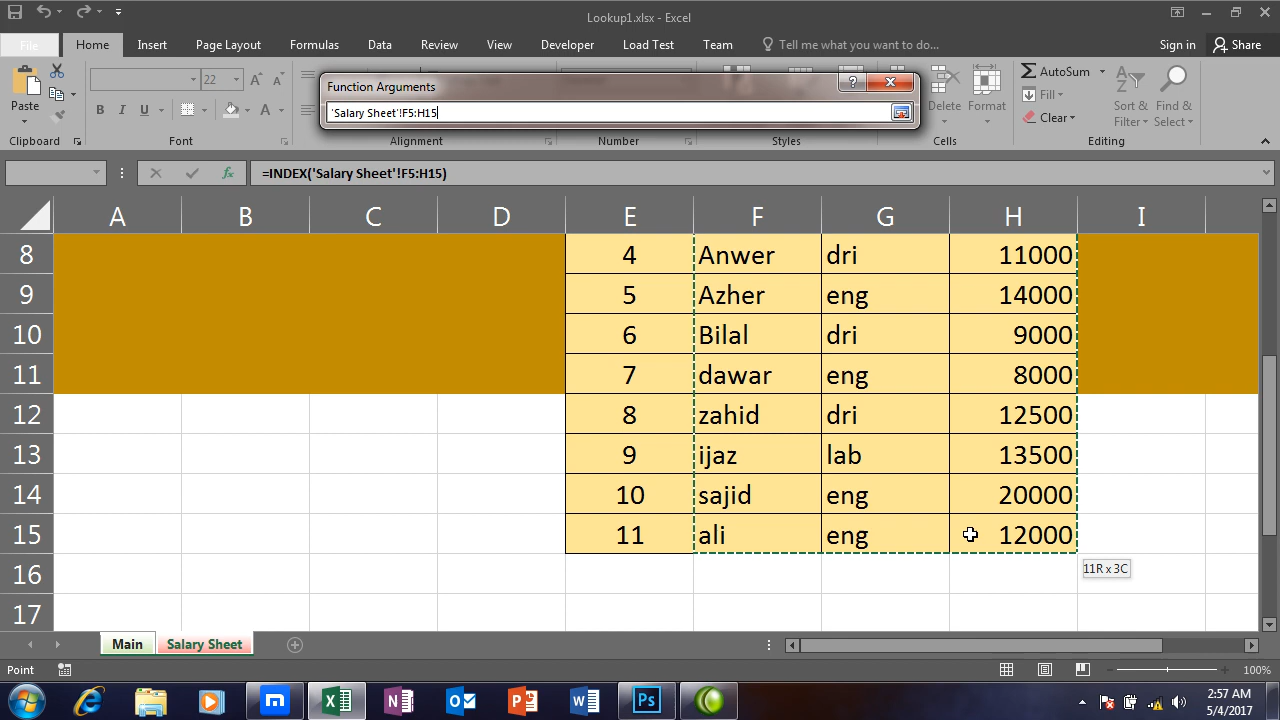 Lookup1.xlsx - Excel
File Home Insert Page Layout Formulas Data Review View Developer Load Test Team Tell me what you want to do... Sign in Share
Paste
22
B I U
Clipboard Font Alignment Number Styles Cells Editing
Delete Format
AutoSum
Fill
Clear
Sort & Filter
Find & Select
Function Arguments
'Salary Sheet'!F5:H15
=INDEX('Salary Sheet'!F5:H15)
A B C D E F G H I
8 4 Anwer dri 11000
9 5 Azher eng 14000
10 6 Bilal dri 9000
11 7 dawar eng 8000
12 8 zahid dri 12500
13 9 ijaz lab 13500
14 10 sajid eng 20000
15 11 ali eng 12000
16 11R x 3C
17
Main Salary Sheet
Point 100%
2:57 AM
5/4/2017